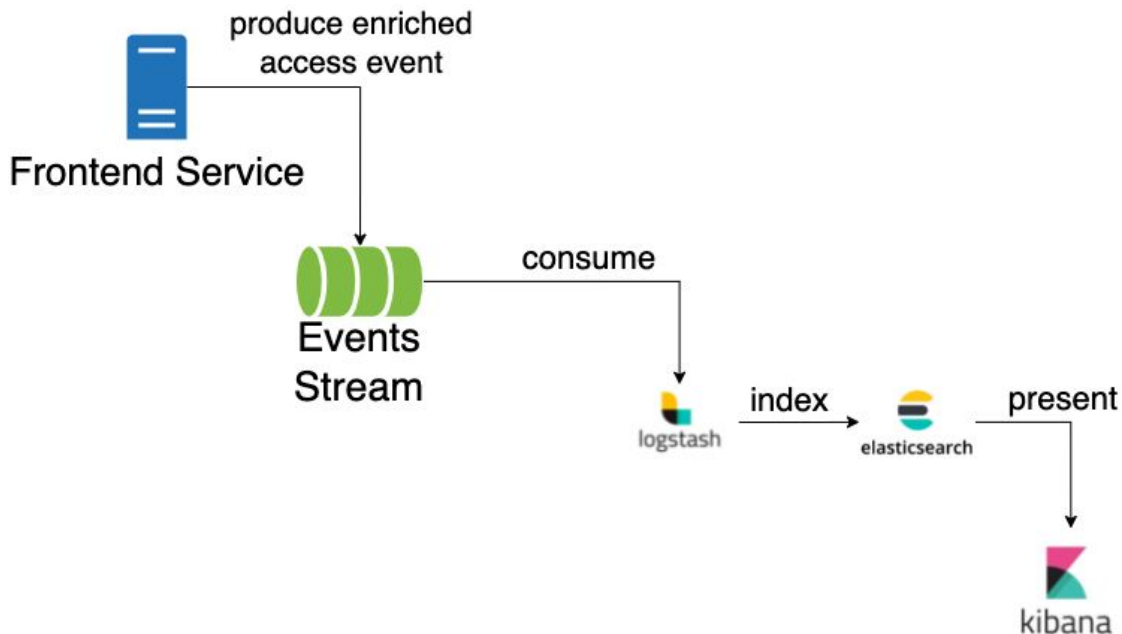 produce enriched
access event
Frontend Service
consume
Events
Stream
index
present
logstash
elasticsearch
kibana